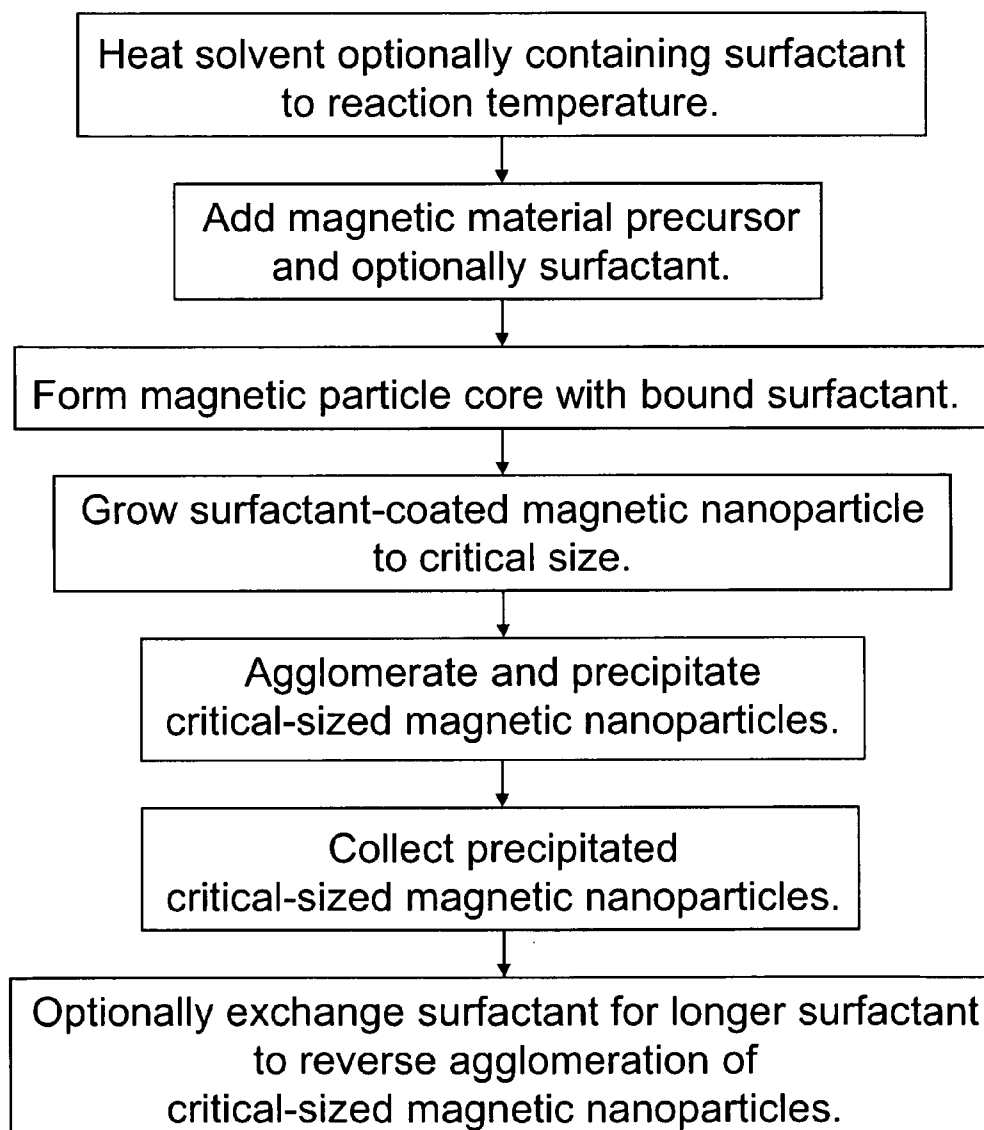 Heat solvent optionally containing surfactant
to reaction temperature.
Add magnetic material precursor
and optionally surfactant.
Form magnetic particle core with bound surfactant.
Grow surfactant-coated magnetic nanoparticle
to critical size.
Agglomerate and precipitate
critical-sized magnetic nanoparticles.
Collect precipitated
critical-sized magnetic nanoparticles.
Optionally exchange surfactant for longer surfactant
to reverse agglomeration of
critical-sized magnetic nanoparticles.